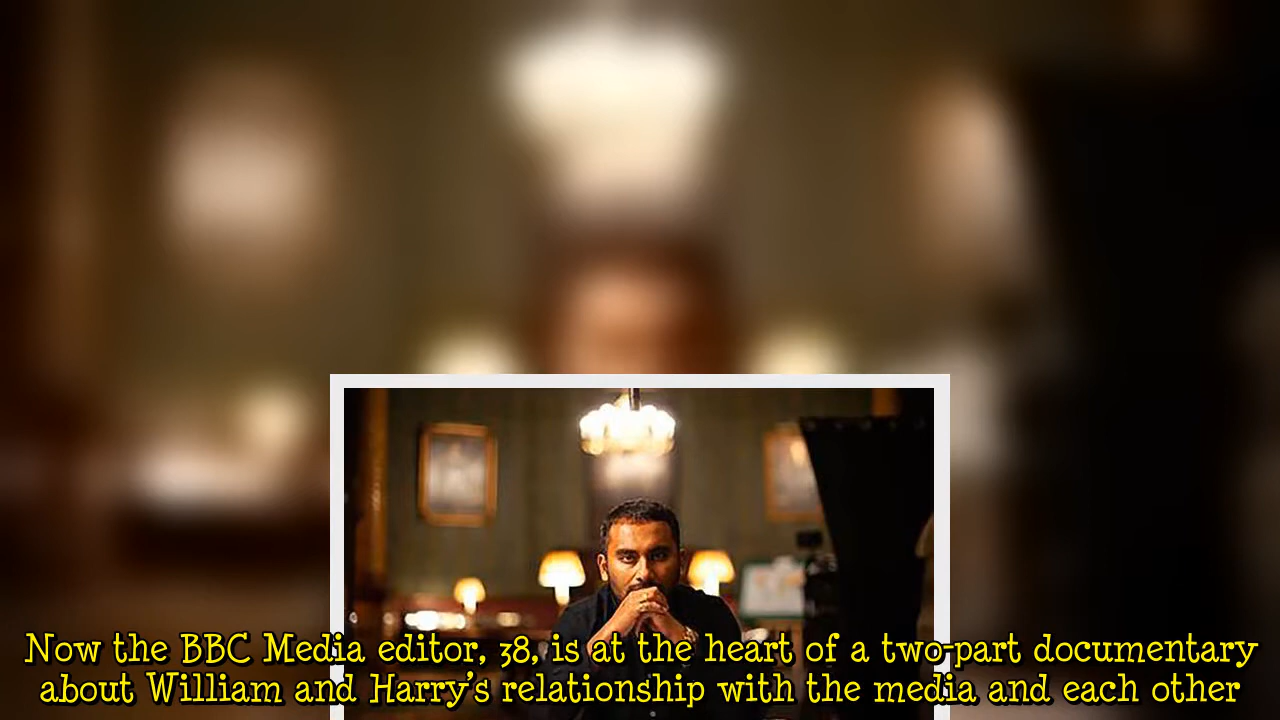 Now the BBC Media editor, 38, is at the heart of a two-part documentary
about William and Harry's relationship with the media and each other